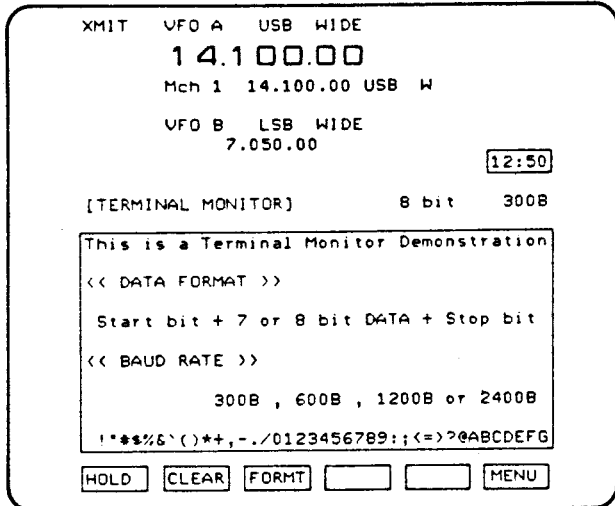 XMIT VFO A USB WIDE
14.100.00
Mch 1 14.100.00 USB W
VFO B LSB WIDE
7.050.00
12:50
[TERMINAL MONITOR] 8 bit 300B
This is a Terminal Monitor Demonstration
<< DATA FORMAT >>
Start bit + 7 or 8 bit DATA + Stop bit
<< BAUD RATE >>
300B , 600B , 1200B or 2400B
!"#$%&`()*+,-./0123456789:;<=>?@ABCDEFG
HOLD CLEAR FORMT MENU